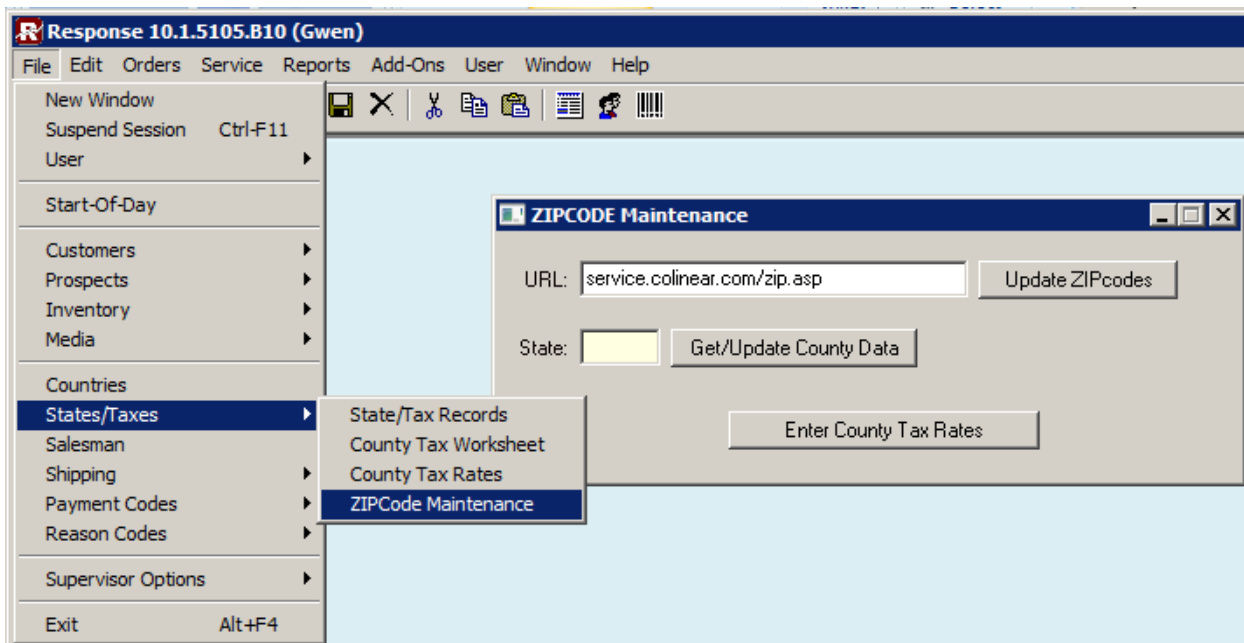 Response 10.1.5105.B10 (Gwen)
File Edit Orders Service Reports Add-Ons User Window Help
New Window
Suspend Session Ctrl-F11
User
Start-Of-Day
Customers
Prospects
Inventory
Media
Countries
States/Taxes
Salesman
Shipping
Payment Codes
Reason Codes
Supervisor Options
Exit Alt+F4
State/Tax Records
County Tax Worksheet
County Tax Rates
ZIPCode Maintenance
ZIPCODE Maintenance
URL: service.colinear.com/zip.asp Update ZIPcodes
State: Get/Update County Data
Enter County Tax Rates